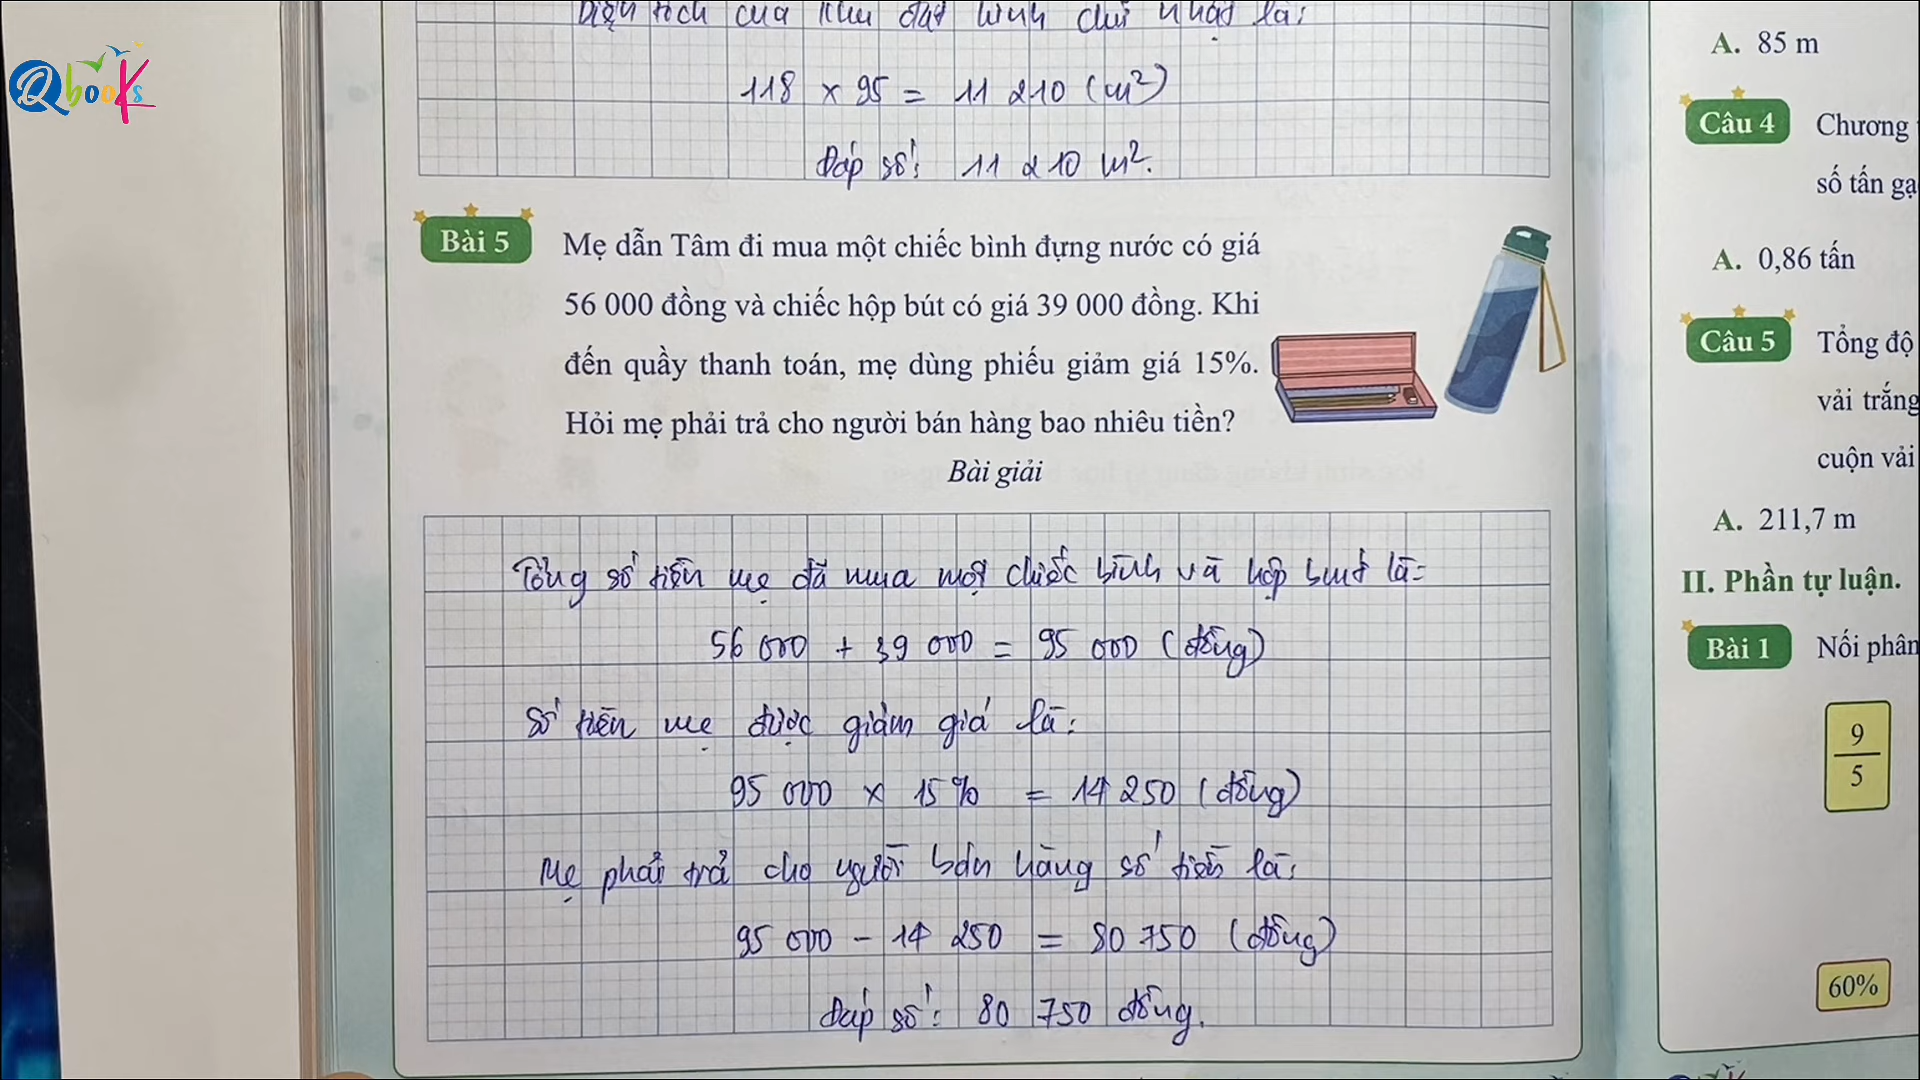 Qbooks
Diện tích của khu đất hình chữ nhật là:
118 x 95 = 11 210 (m²)
Đáp số: 11 210 m².
Bài 5 Mẹ dẫn Tâm đi mua một chiếc bình đựng nước có giá
56 000 đồng và chiếc hộp bút có giá 39 000 đồng. Khi
đến quầy thanh toán, mẹ dùng phiếu giảm giá 15%.
Hỏi mẹ phải trả cho người bán hàng bao nhiêu tiền?
Bài giải
Tổng số tiền mẹ đã mua một chiếc bình và hộp bút là:
56 000 + 39 000 = 95 000 (đồng)
Số tiền mẹ được giảm giá là:
95 000 x 15% = 14 250 (đồng)
Mẹ phải trả cho người bán hàng số tiền là:
95 000 - 14 250 = 80 750 (đồng)
Đáp số: 80 750 đồng.
A. 85 m
Câu 4 Chương
số tấn gạ
A. 0,86 tấn
Câu 5 Tổng độ
vải trắng
cuộn vải
A. 211,7 m
II. Phần tự luận.
Bài 1 Nối phân
9
5
60%